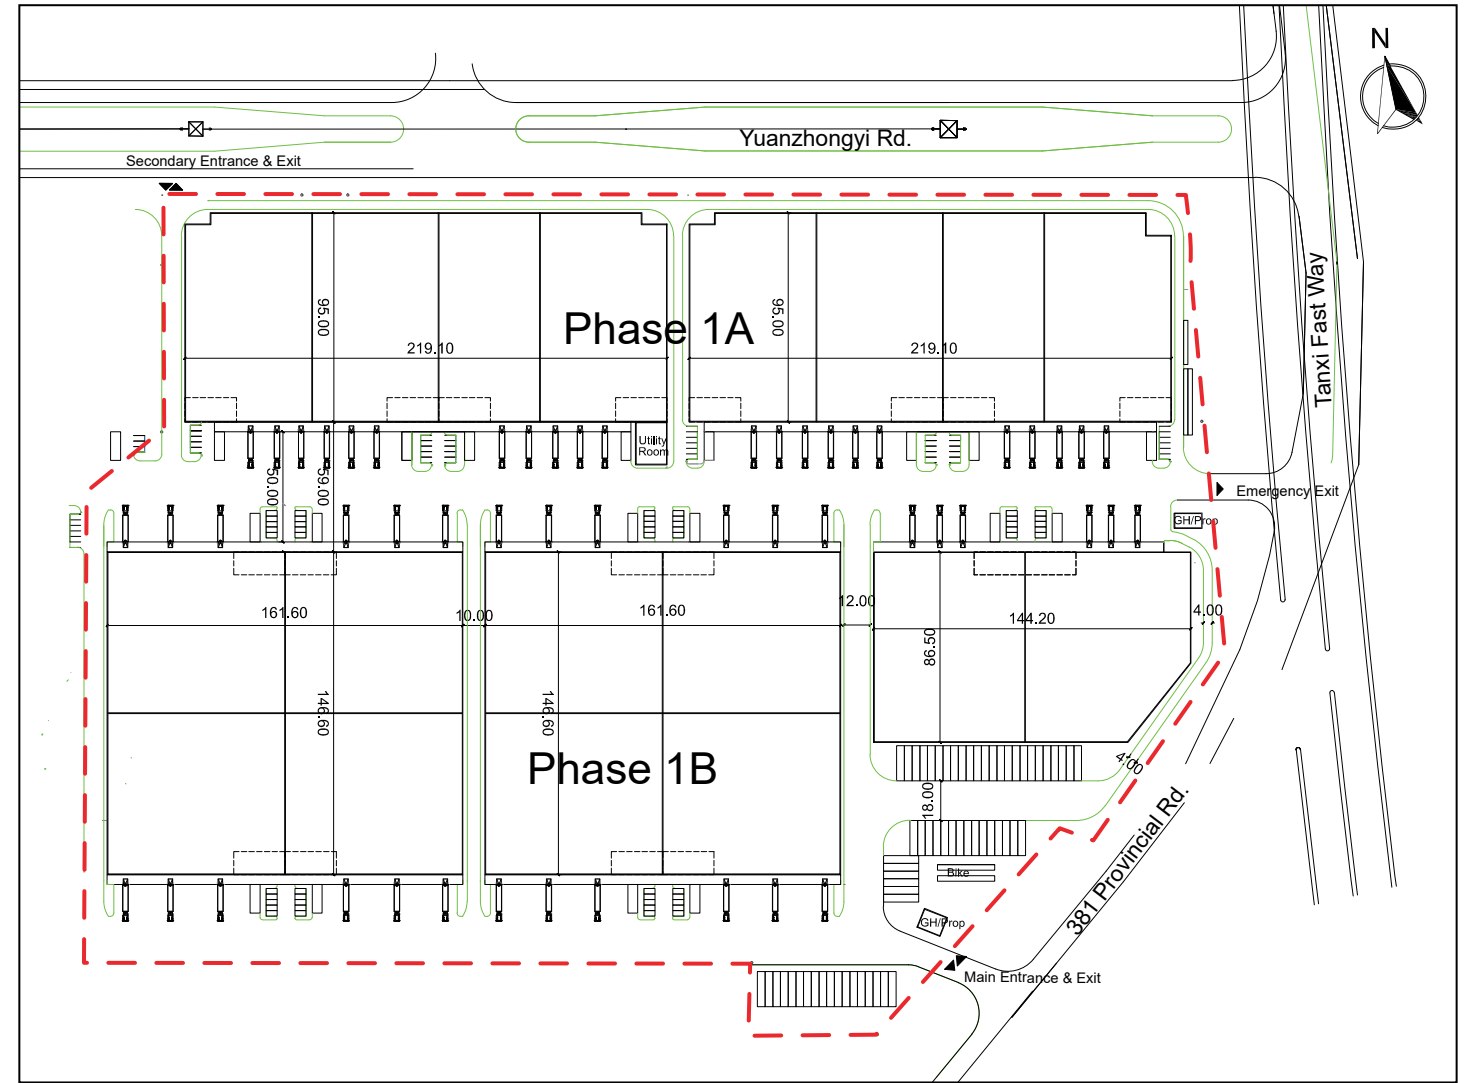 N
Yuanzhongyi Rd.
Secondary Entrance & Exit
Tanxi Fast Way
95.00
Phase 1A
95.00
219.10
219.10
Utility
Room
50.00
59.00
Emergency Exit
GH/Prop
161.60
10.00
161.60
12.00
144.20
4.00
86.50
146.60
146.60
Phase 1B
4.00
18.00
381 Provincial Rd.
Bike
GH/Prop
Main Entrance & Exit